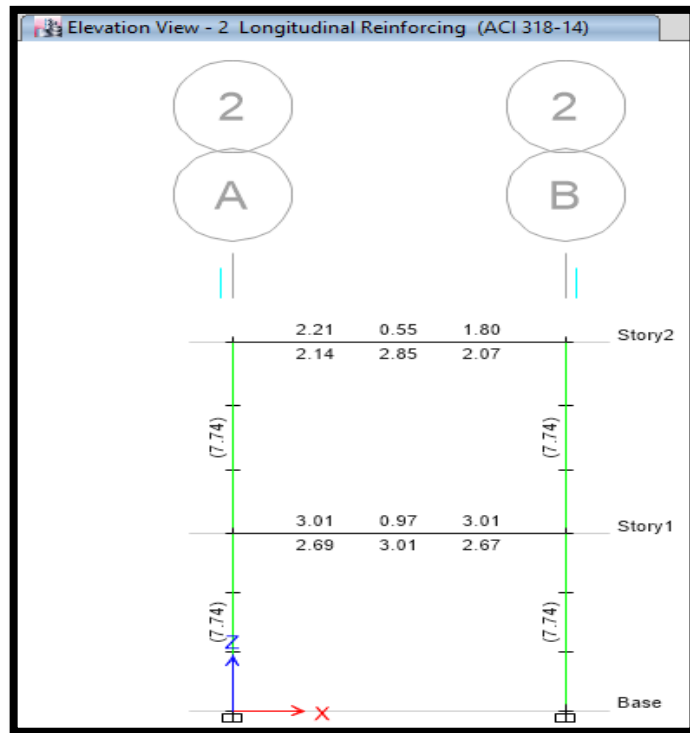 Elevation View - 2 Longitudinal Reinforcing (ACI 318-14)
2 2
A B
2.21 0.55 1.80 Story2
2.14 2.85 2.07
(7.74) (7.74)
3.01 0.97 3.01 Story1
2.69 3.01 2.67
(7.74) (7.74)
Z
Base
X